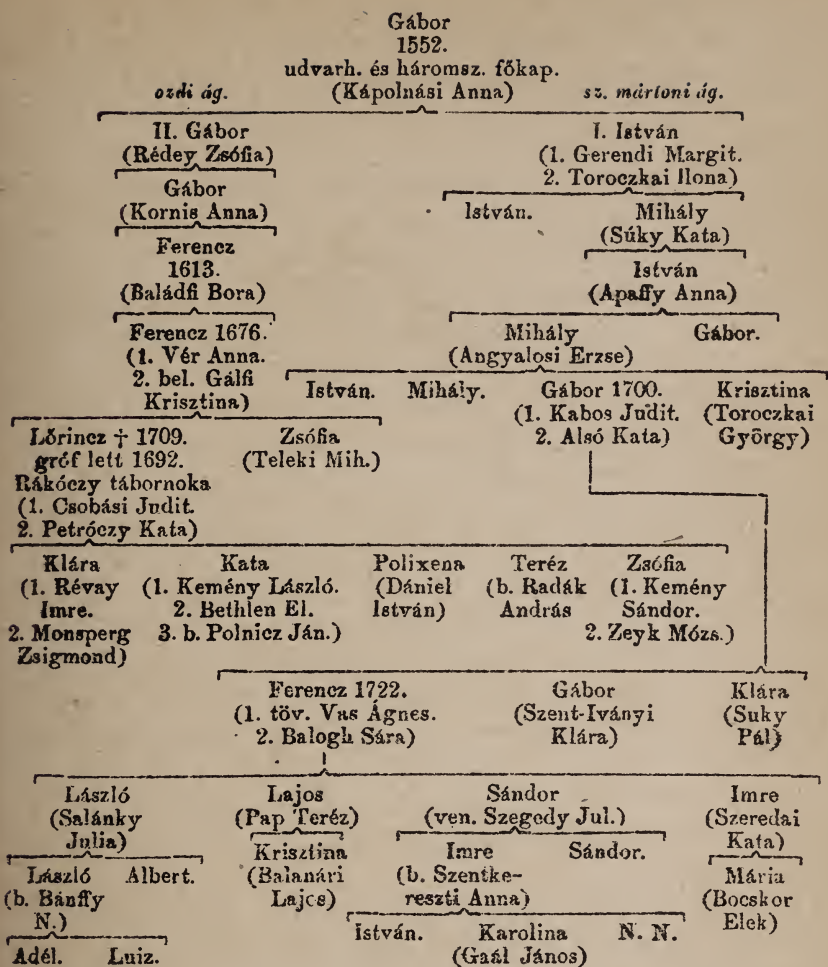 Gábor
1552.
udvarh. és háromsz. főkap.
ozdi ág. (Kápolnási Anna) sz. mártoni ág.
II. Gábor I. István
(Rédey Zsófia) (1. Gerendi Margit.
2. Toroczkai Ilona)
Gábor
(Kornis Anna) István. Mihály
(Súky Kata)
Ferencz
1613. István
(Baládfi Bora) (Apaffy Anna)
Ferencz 1676. Mihály Gábor.
(1. Vér Anna. (Angyalosi Erzse)
2. bel. Gálfi
Krisztina) István. Mihály. Gábor 1700. Krisztina
(1. Kabos Judit. (Toroczkai
Lőrincz † 1709. Zsófia 2. Alsó Kata) György)
gróf lett 1692. (Teleki Mih.)
Rákóczy tábornoka
(1. Csobási Judit.
2. Petróczy Kata)
Klára Kata Polixena Teréz Zsófia
(1. Révay (1. Kemény László. (Dániel (b. Radák (1. Kemény
Imre. 2. Bethlen El. István) András Sándor.
2. Monsperg 3. b. Polnicz Ján.) 2. Zeyk Mózs.)
Zsigmond)
Ferencz 1722. Gábor Klára
(1. töv. Vas Ágnes. (Szent-Iványi (Suky
2. Balogh Sára) Klára) Pál)
László Lajos Sándor Imre
(Salánky (Pap Teréz) (ven. Szegedy Jul.) (Szeredai
Julia) Kata)
Krisztina Imre Sándor.
László Albert. (Balanári (b. Szentke- Mária
(b. Bánffy Lajcs) reszti Anna) (Bocskor
N.) Elek)
István. Karolina N. N.
Adél. Luiz. (Gaál János)